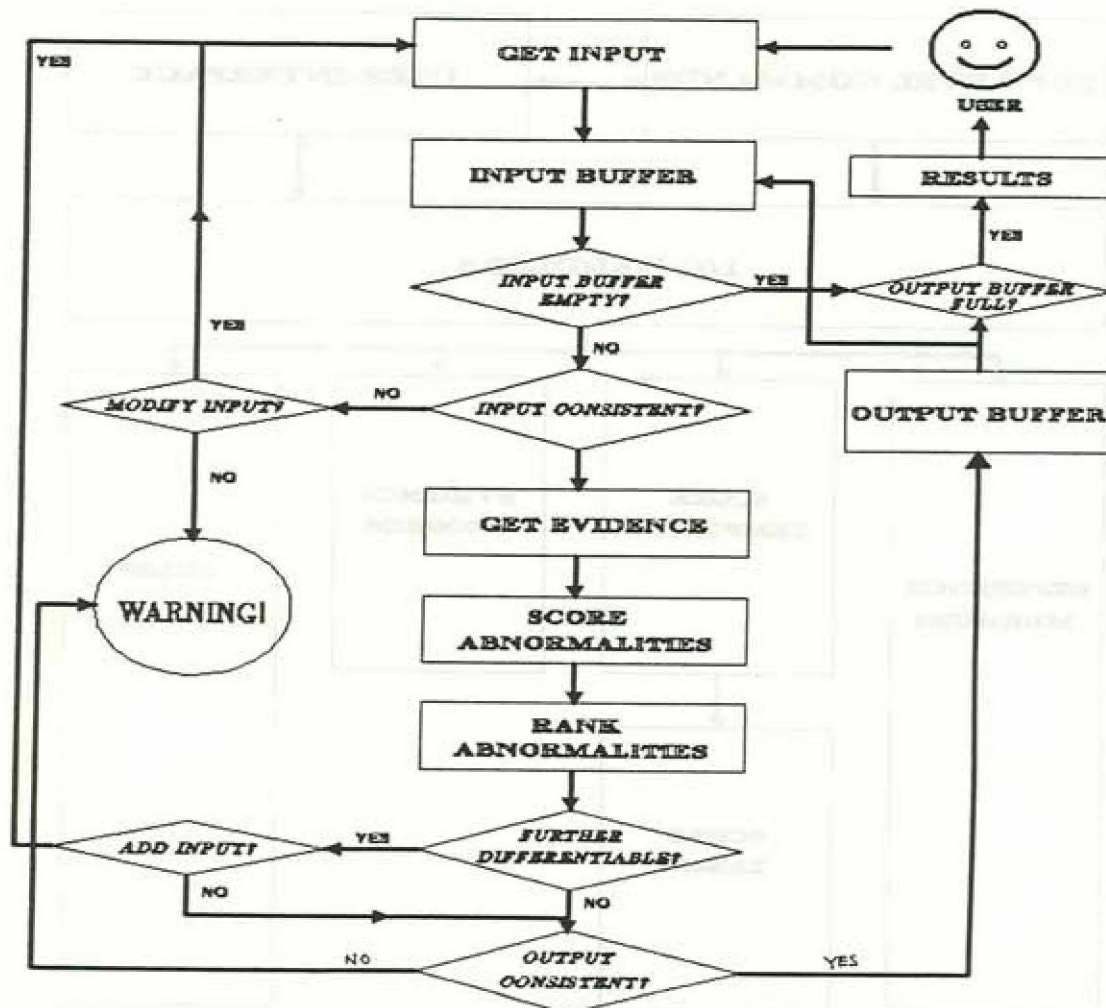 YES
GET INPUT
USER
INPUT BUFFER
RESULTS
YES
INPUT BUFFER
EMPTY?
YES
OUTPUT BUFFER
FULL?
YES
NO
MODIFY INPUT?
NO
INPUT CONSISTENT?
OUTPUT BUFFER
NO
GET EVIDENCE
WARNING!
SCORE
ABNORMALITIES
RANK
ABNORMALITIES
ADD INPUT?
YES
FURTHER
DIFFERENTIABLE?
NO
NO
NO
OUTPUT
CONSISTENT?
YES